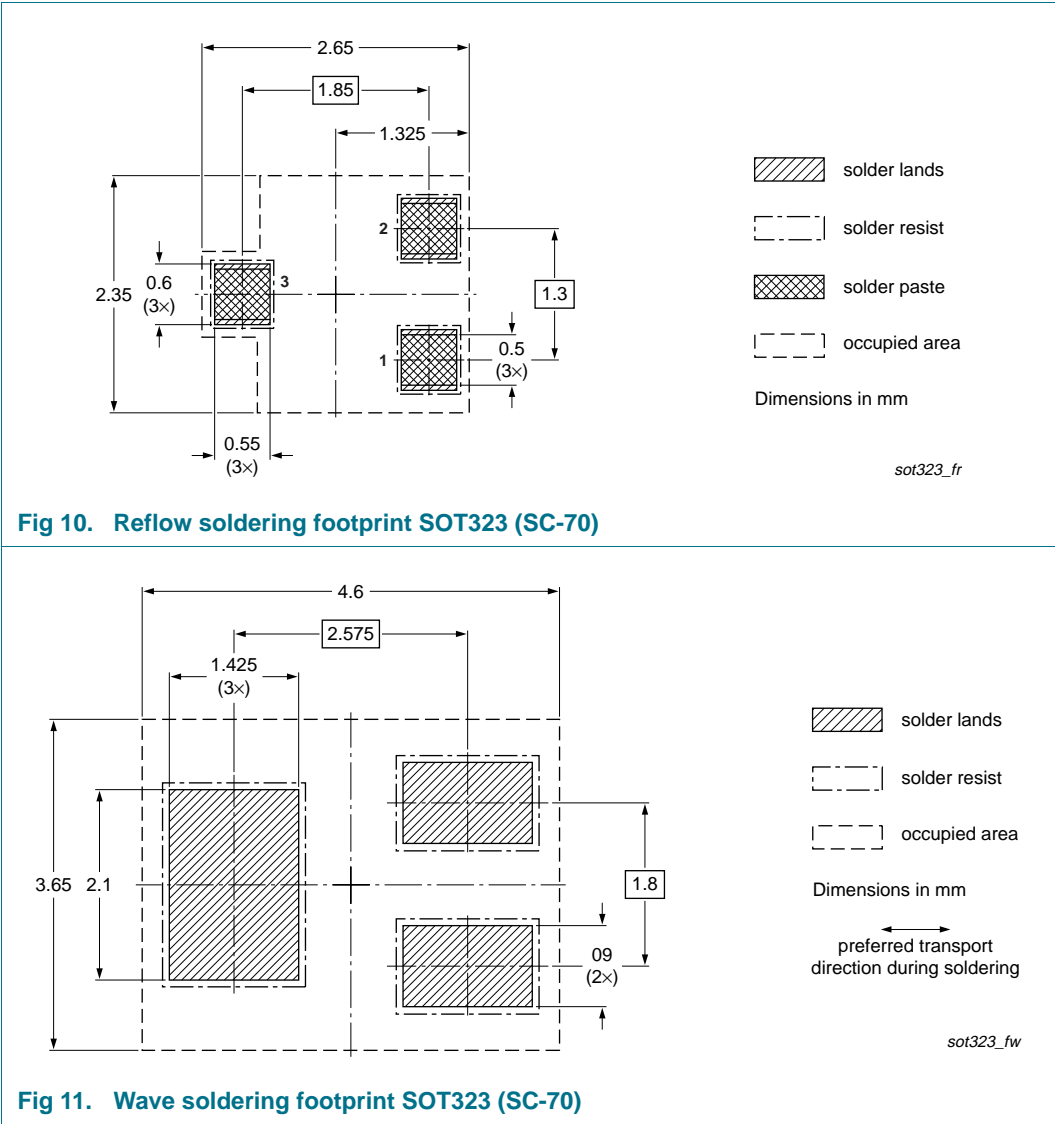 2.65
1.85
1.325
solder lands
2
solder resist
0.6
(3×)
3
solder paste
2.35
1.3
1
0.5
(3×)
occupied area
Dimensions in mm
0.55
(3×)
sot323_fr
Fig 10. Reflow soldering footprint SOT323 (SC-70)
4.6
2.575
1.425
(3×)
solder lands
solder resist
occupied area
3.65
2.1
1.8
Dimensions in mm
preferred transport
direction during soldering
09
(2×)
sot323_fw
Fig 11. Wave soldering footprint SOT323 (SC-70)